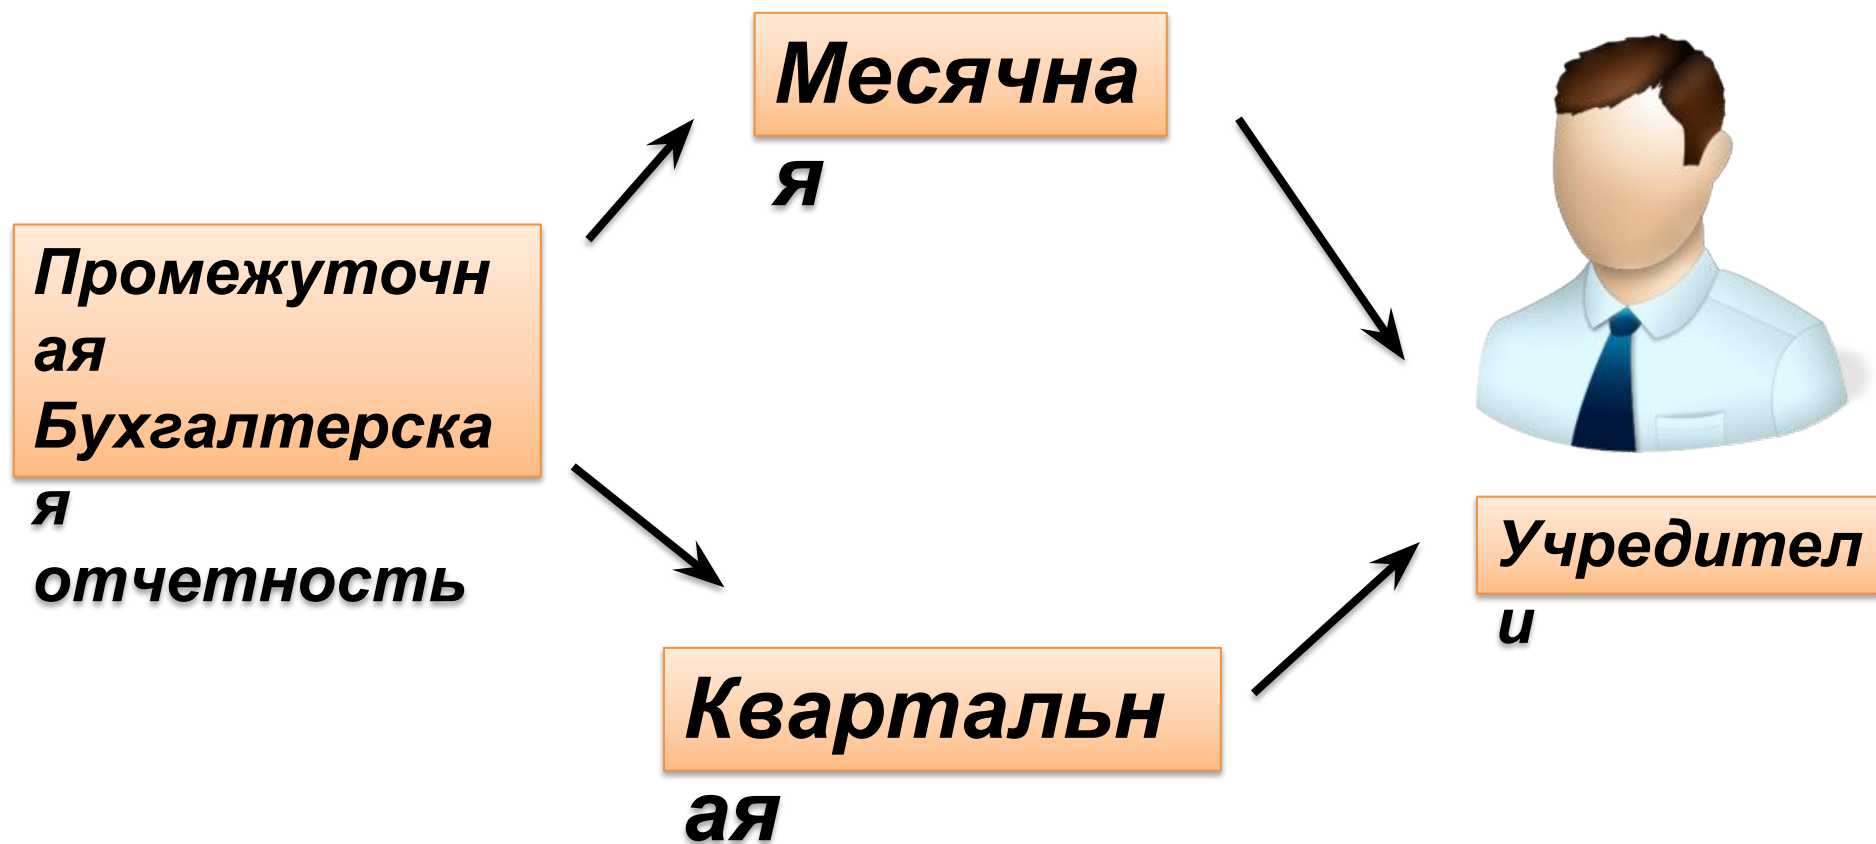 Месячна
я
Промежуточн
ая
Бухгалтерска
я
отчетность
Учредител
и
Квартальн
ая